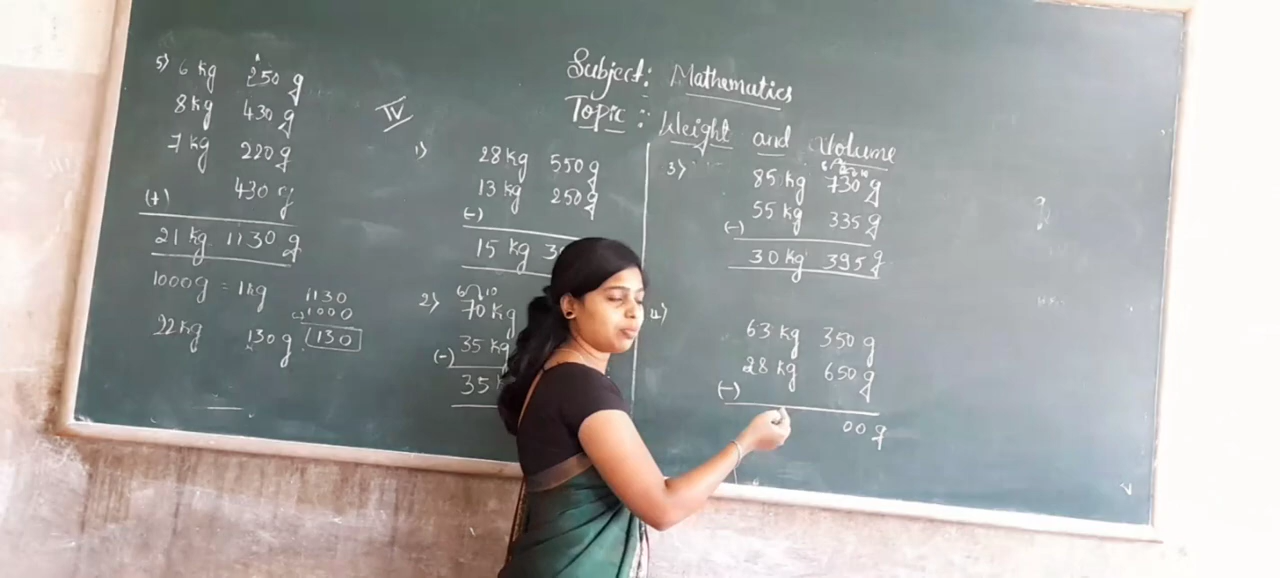 Subject: Mathematics
Topic: Weight and Volume
IV
5) 6 kg 250 g
8 kg 430 g
7 kg 220 g
430 g
(+)
21 kg 1130 g
1000g = 1kg
1130
(-) 1000
130
22 kg 130 g
1) 28 kg 550 g
13 kg 250 g
(-)
15 kg 3
2) 6 10
70 kg
(-) 35 kg
35 k
3) 85 kg 730 g
55 kg 335 g
(-)
30 kg 395 g
4) 63 kg 350 g
28 kg 650 g
(-)
00 g